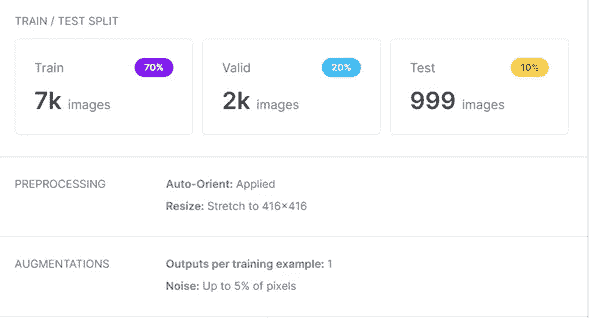 TRAIN / TEST SPLIT
Train 70% Valid 20% Test 10%
7k images 2k images 999 images
PREPROCESSING Auto-Orient: Applied
Resize: Stretch to 416×416
AUGMENTATIONS Outputs per training example: 1
Noise: Up to 5% of pixels